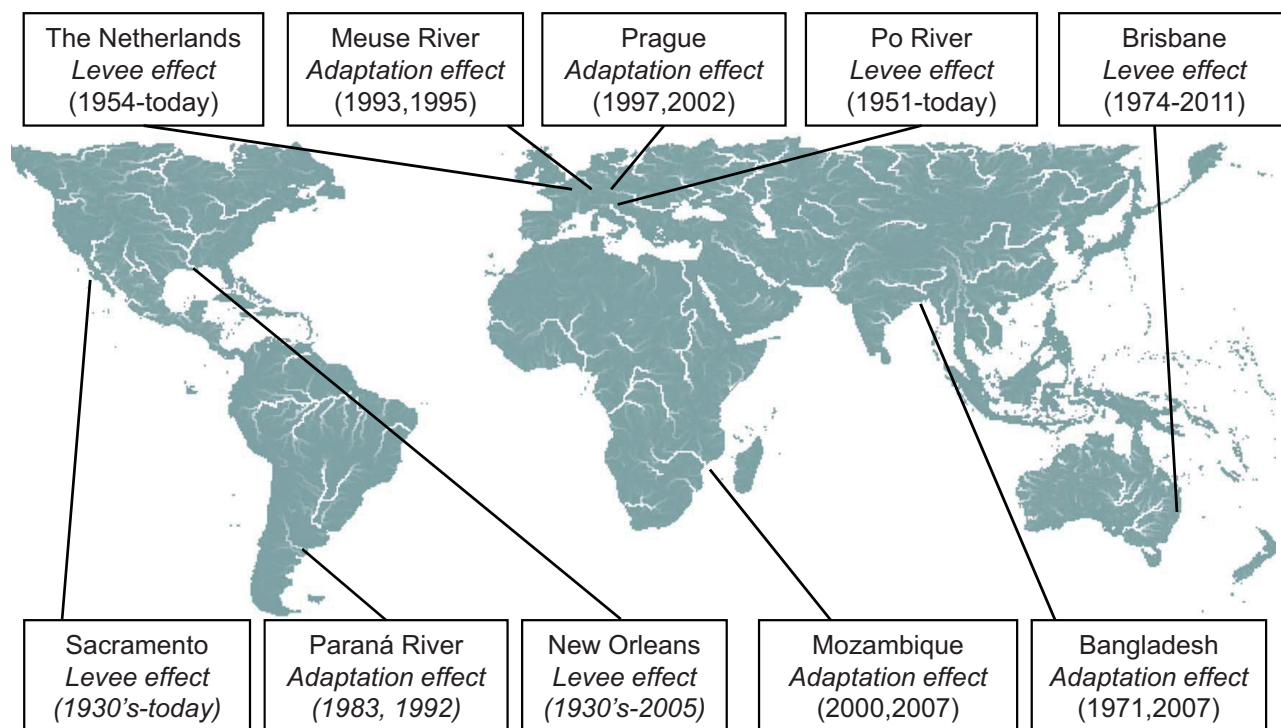 The Netherlands
Levee effect
(1954-today)
Meuse River
Adaptation effect
(1993,1995)
Prague
Adaptation effect
(1997,2002)
Po River
Levee effect
(1951-today)
Brisbane
Levee effect
(1974-2011)
Sacramento
Levee effect
(1930's-today)
Paraná River
Adaptation effect
(1983, 1992)
New Orleans
Levee effect
(1930's-2005)
Mozambique
Adaptation effect
(2000,2007)
Bangladesh
Adaptation effect
(1971,2007)